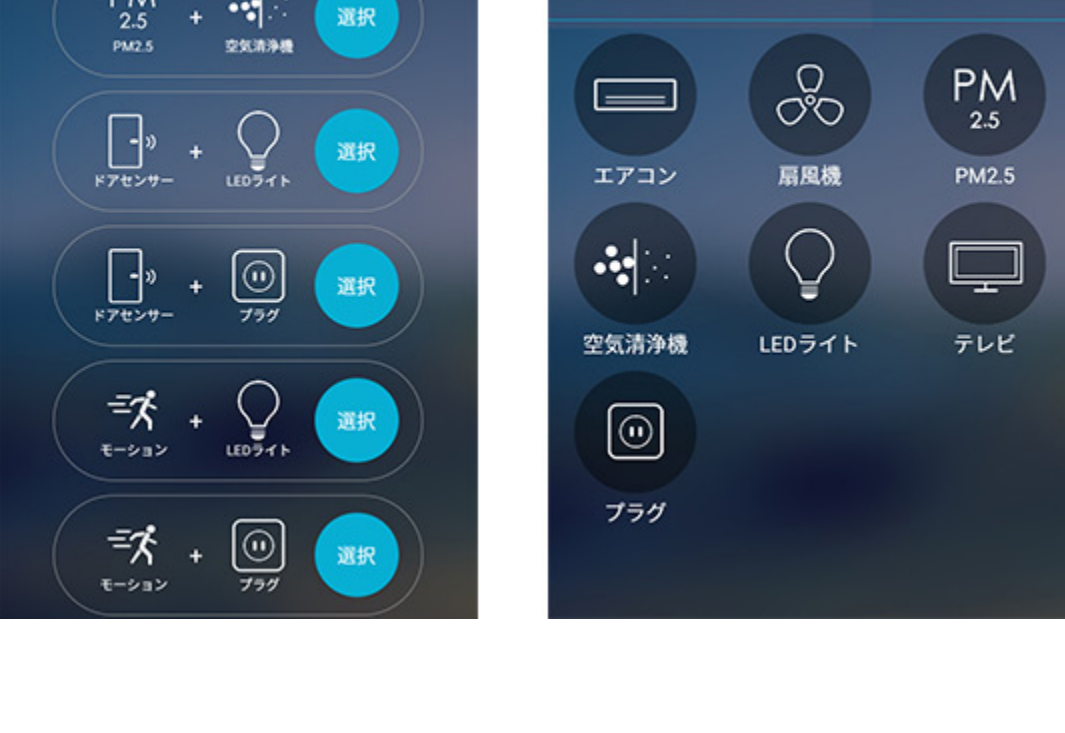 PM
2.5
+
選択
PM2.5
空気清浄機
+
選択
ドアセンサー
LEDライト
+
選択
ドアセンサー
プラグ
+
選択
モーション
LEDライト
+
選択
モーション
プラグ
PM
2.5
エアコン
扇風機
PM2.5
空気清浄機
LEDライト
テレビ
プラグ